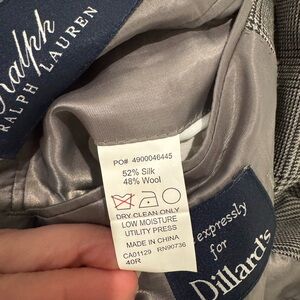 Ralph
RALPH LAUREN
PO# 4900046445
52% Silk
48% Wool
DRY CLEAN ONLY
LOW MOISTURE
UTILITY PRESS
MADE IN CHINA
CA01129 RN90736
40R
expressly
for
Dillard's